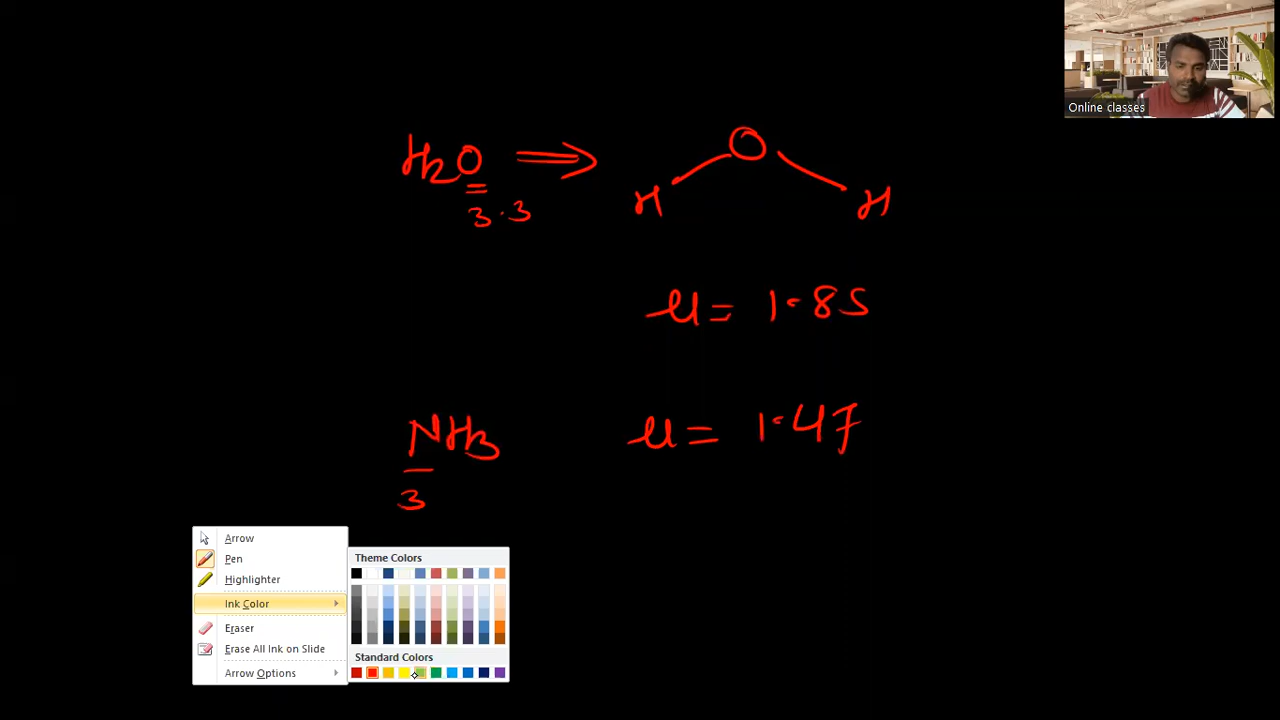 Online classes
H2O ⇒ O
H H
3.3
μ = 1.85
NH3 μ = 1.47
3
Arrow
Pen
Highlighter
Ink Color
Eraser
Erase All Ink on Slide
Arrow Options
Theme Colors
Standard Colors